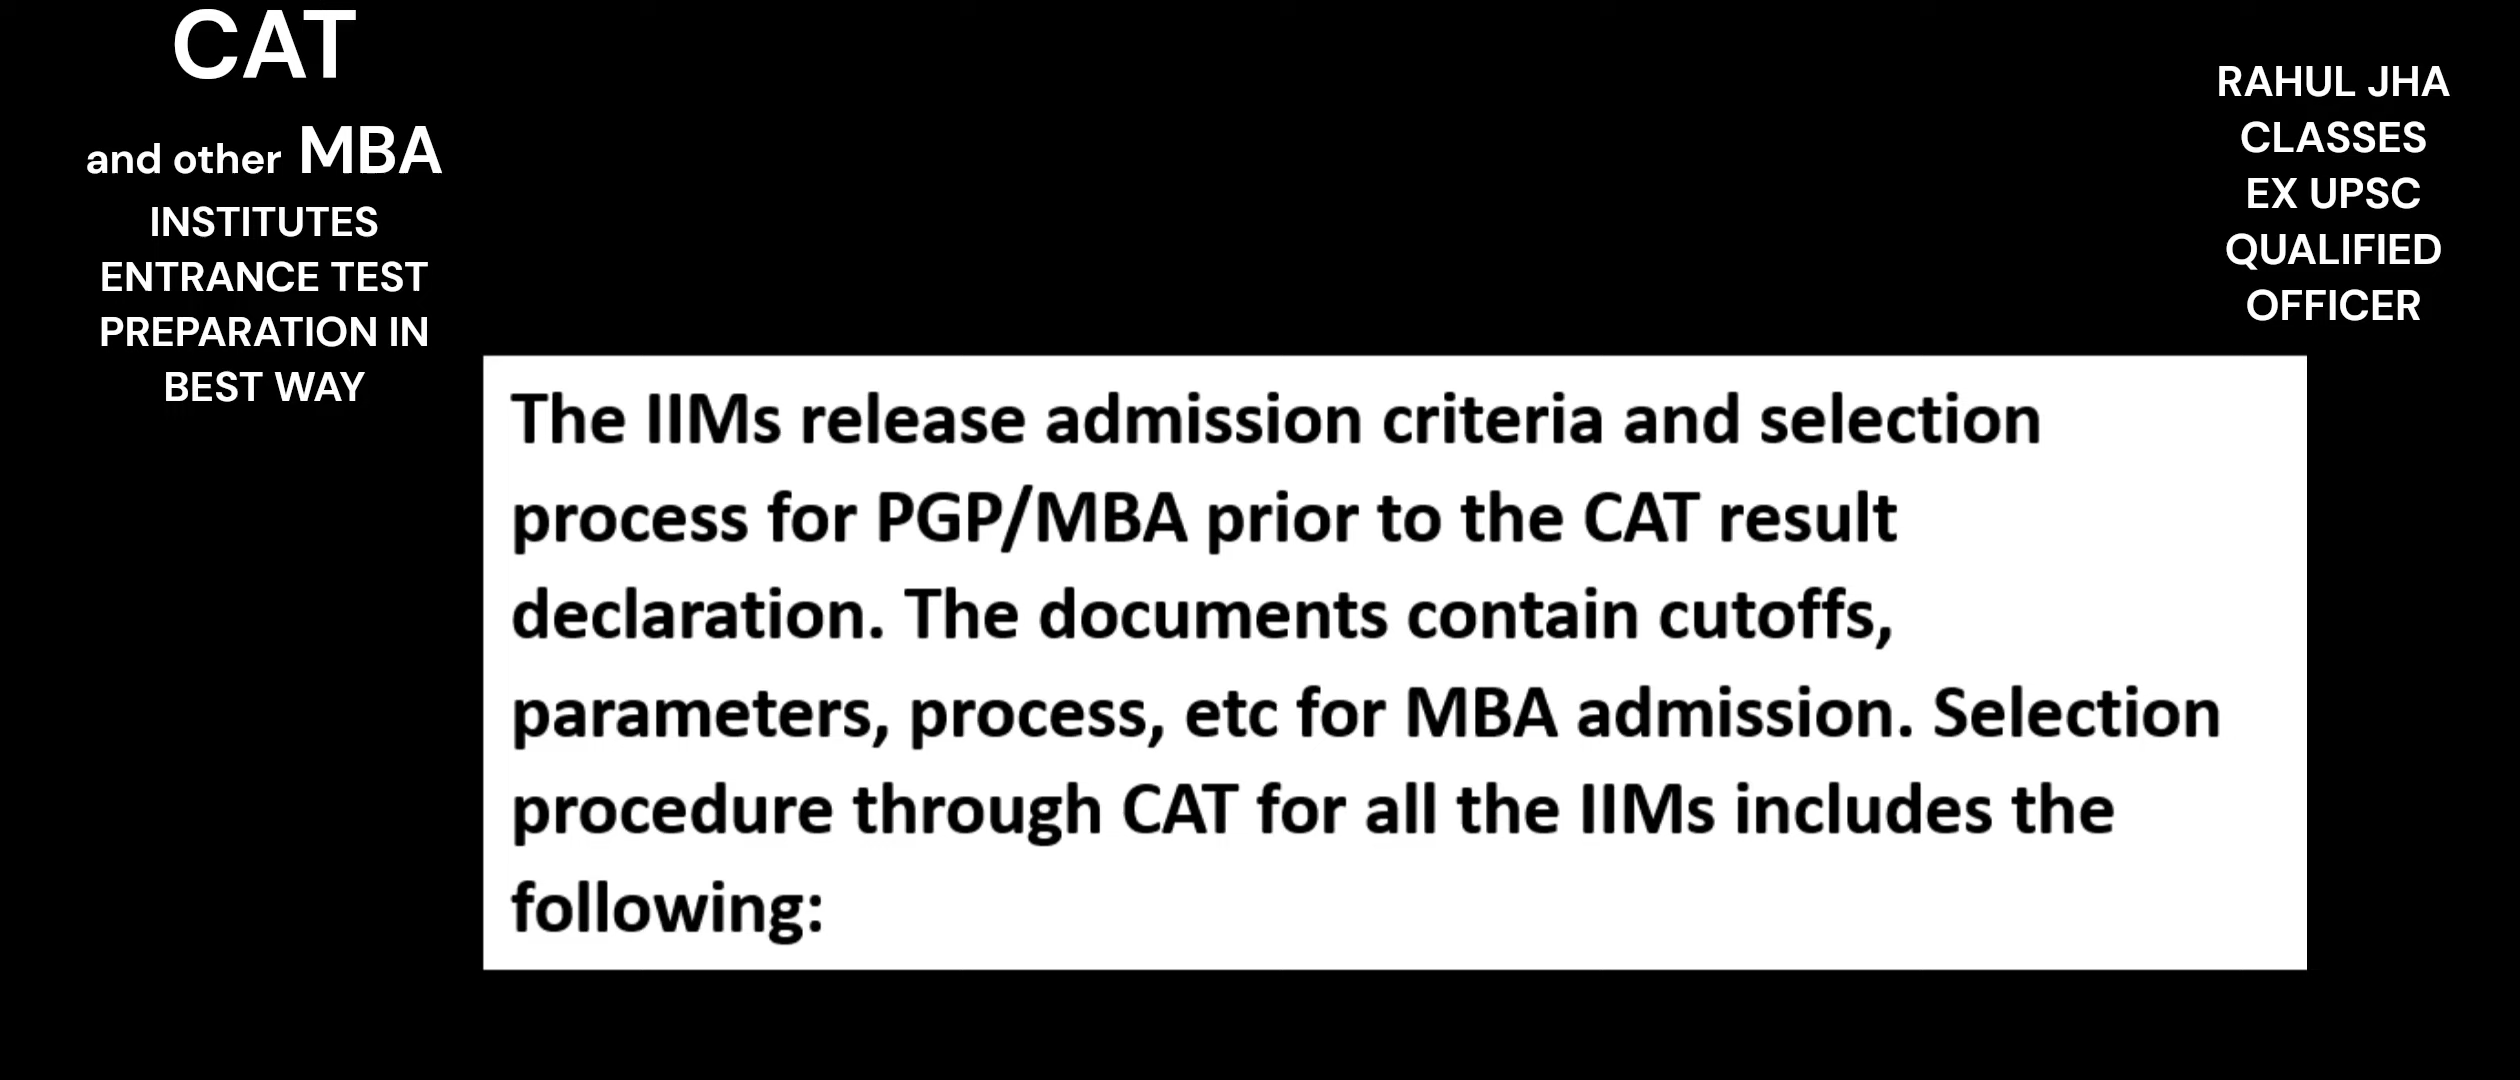 CAT
and other MBA
INSTITUTES
ENTRANCE TEST
PREPARATION IN
BEST WAY
RAHUL JHA
CLASSES
EX UPSC
QUALIFIED
OFFICER
The IIMs release admission criteria and selection
process for PGP/MBA prior to the CAT result
declaration. The documents contain cutoffs,
parameters, process, etc for MBA admission. Selection
procedure through CAT for all the IIMs includes the
following: